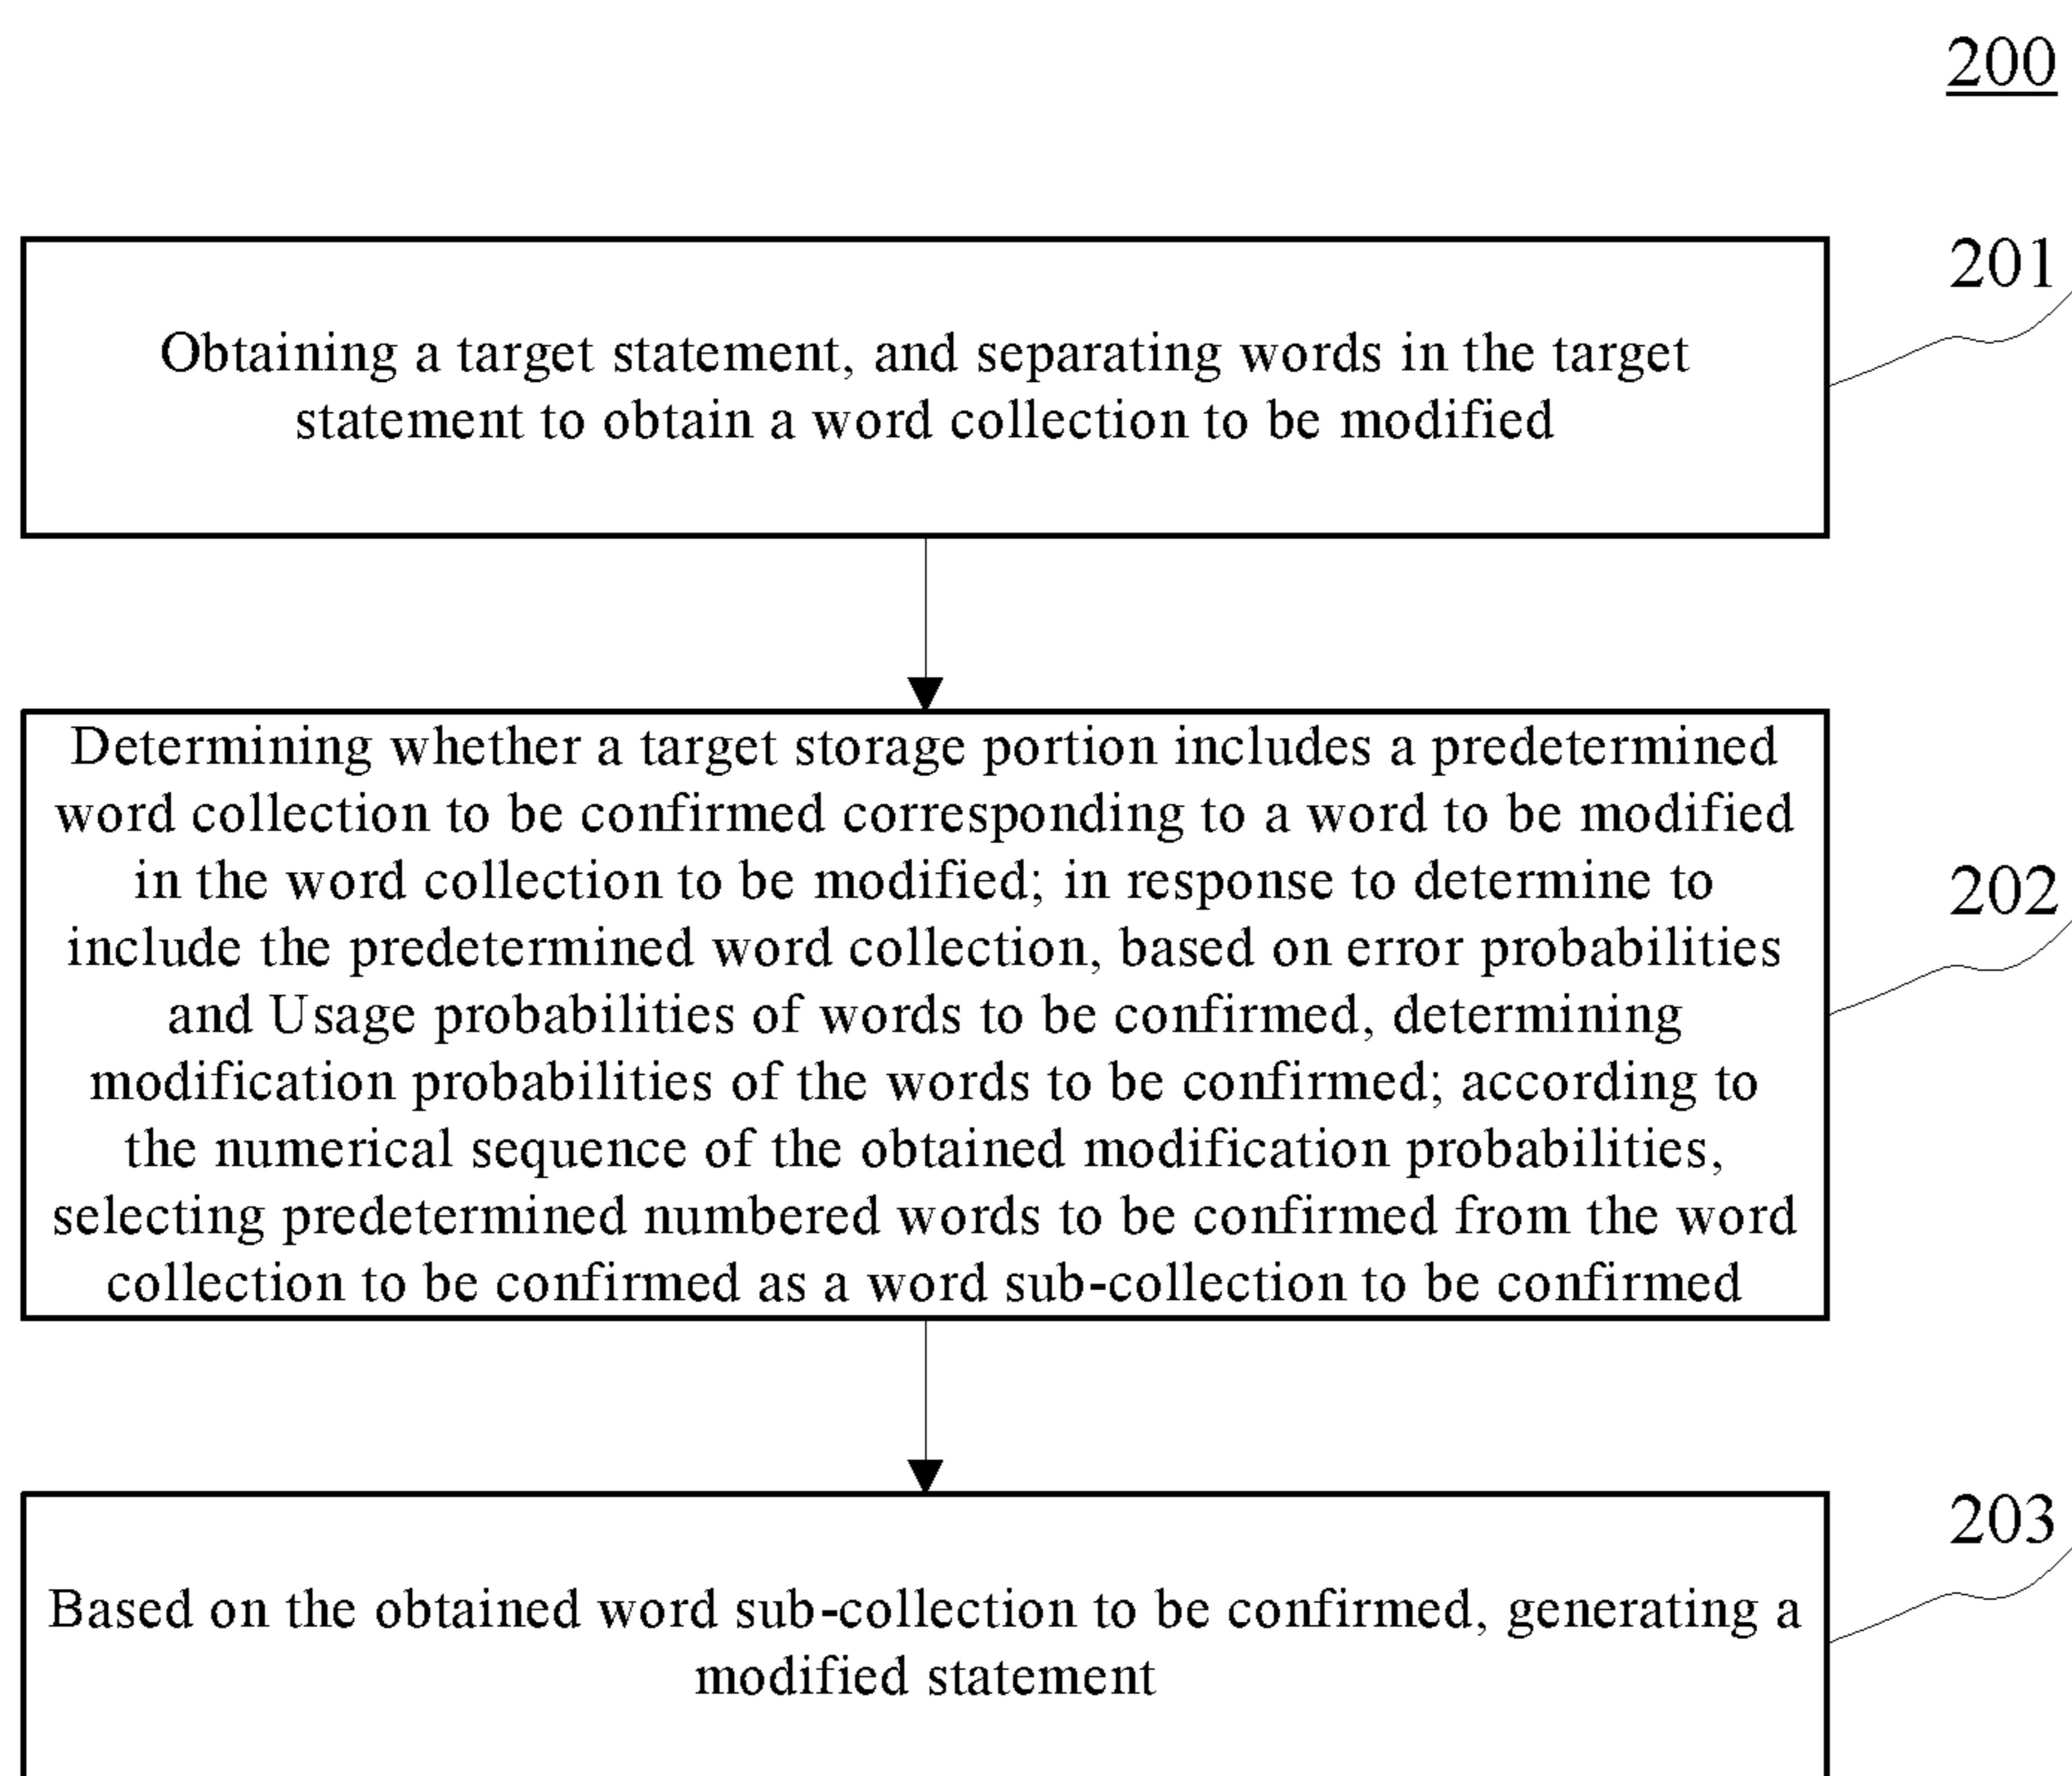 200
201
Obtaining a target statement, and separating words in the target
statement to obtain a word collection to be modified
Determining whether a target storage portion includes a predetermined
word collection to be confirmed corresponding to a word to be modified
in the word collection to be modified; in response to determine to
include the predetermined word collection, based on error probabilities
and Usage probabilities of words to be confirmed, determining
modification probabilities of the words to be confirmed; according to
the numerical sequence of the obtained modification probabilities,
selecting predetermined numbered words to be confirmed from the word
collection to be confirmed as a word sub-collection to be confirmed
202
203
Based on the obtained word sub-collection to be confirmed, generating a
modified statement